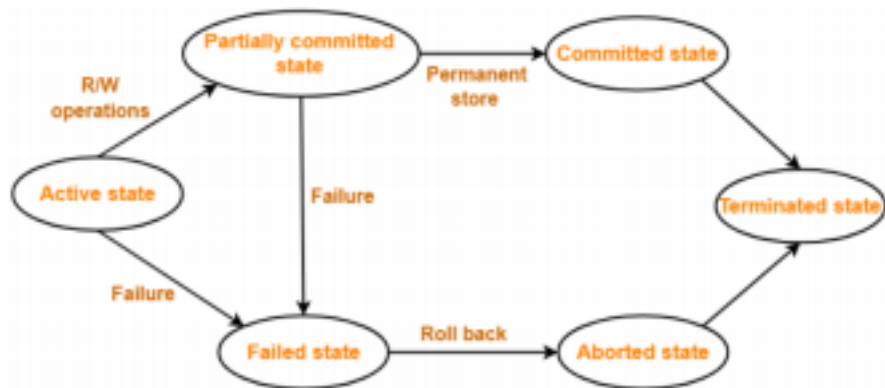 Partially committed
state
Committed state
R/W
operations
Permanent
store
Active state
Failure
Terminated state
Failure
Roll back
Failed state
Aborted state